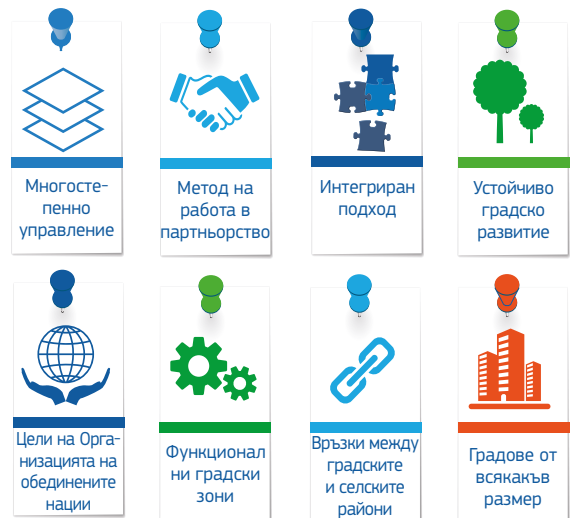 Многосте-
пенно
управление
Метод на
работа в
партньорство
Интегриран
подход
Устойчиво
градско
развитие
Цели на Орга-
низацията на
обединените
нации
Функционал
ни градски
зони
Връзки между
градските
и селските
райони
Градове от
всякакъв
размер